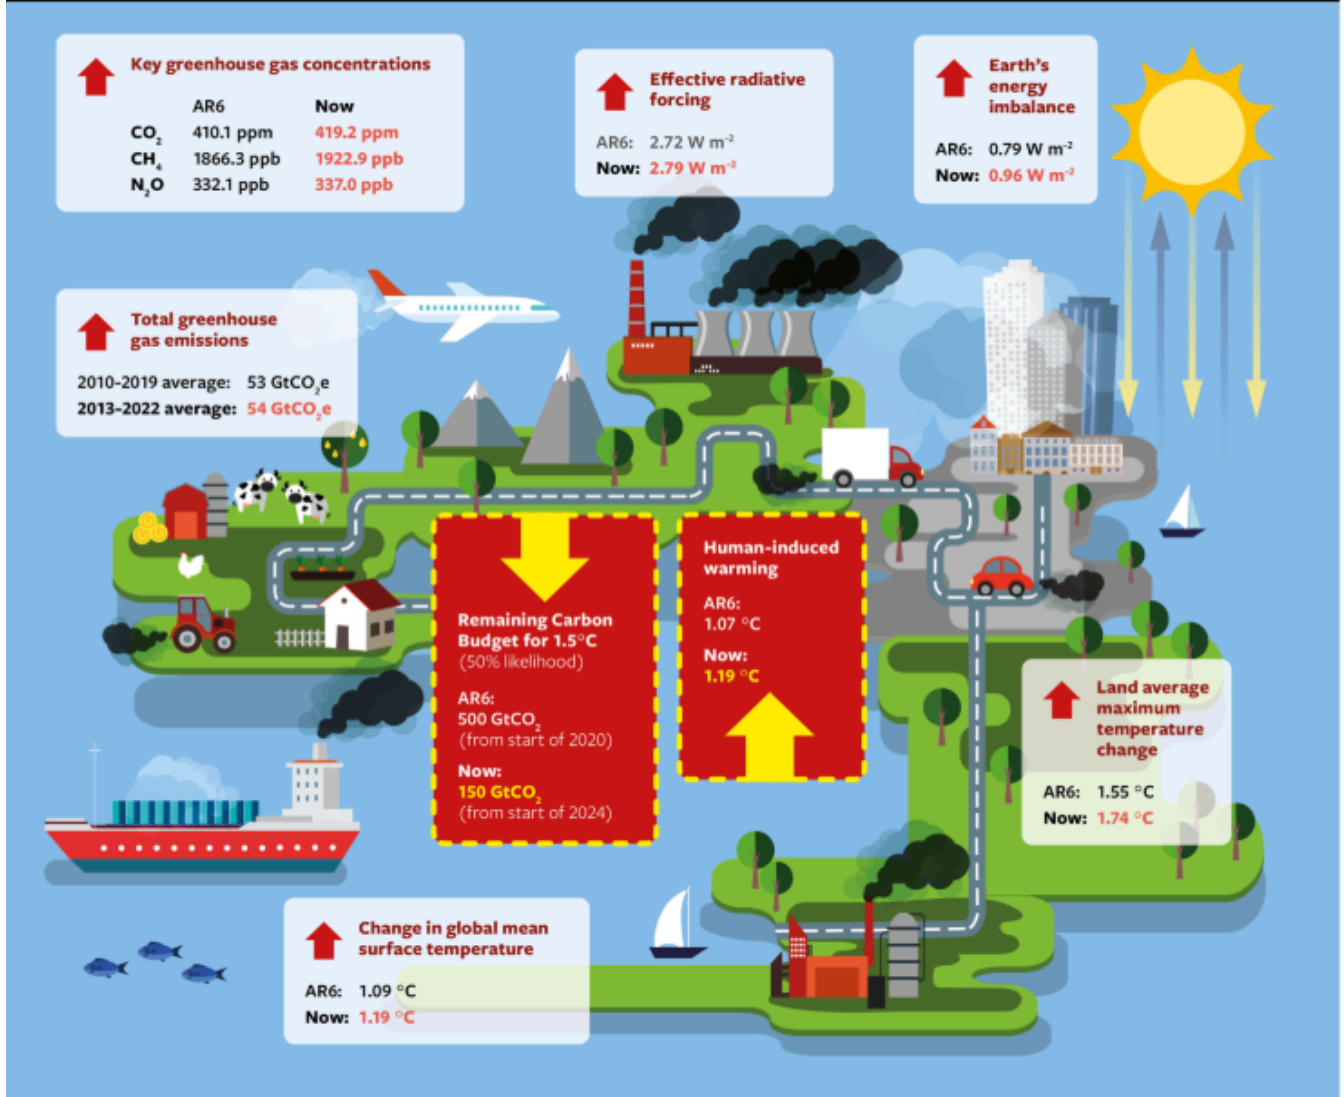 Key greenhouse gas concentrations
AR6 Now
CO₂ 410.1 ppm 419.2 ppm
CH₄ 1866.3 ppb 1922.9 ppb
N₂O 332.1 ppb 337.0 ppb
Effective radiative
forcing
AR6: 2.72 W m⁻²
Now: 2.79 W m⁻²
Earth's
energy
imbalance
AR6: 0.79 W m⁻²
Now: 0.96 W m⁻²
Total greenhouse
gas emissions
2010-2019 average: 53 GtCO₂e
2013-2022 average: 54 GtCO₂e
Remaining Carbon
Budget for 1.5°C
(50% likelihood)
AR6:
500 GtCO₂
(from start of 2020)
Now:
150 GtCO₂
(from start of 2024)
Human-induced
warming
AR6:
1.07 °C
Now:
1.19 °C
Land average
maximum
temperature
change
AR6: 1.55 °C
Now: 1.74 °C
Change in global mean
surface temperature
AR6: 1.09 °C
Now: 1.19 °C